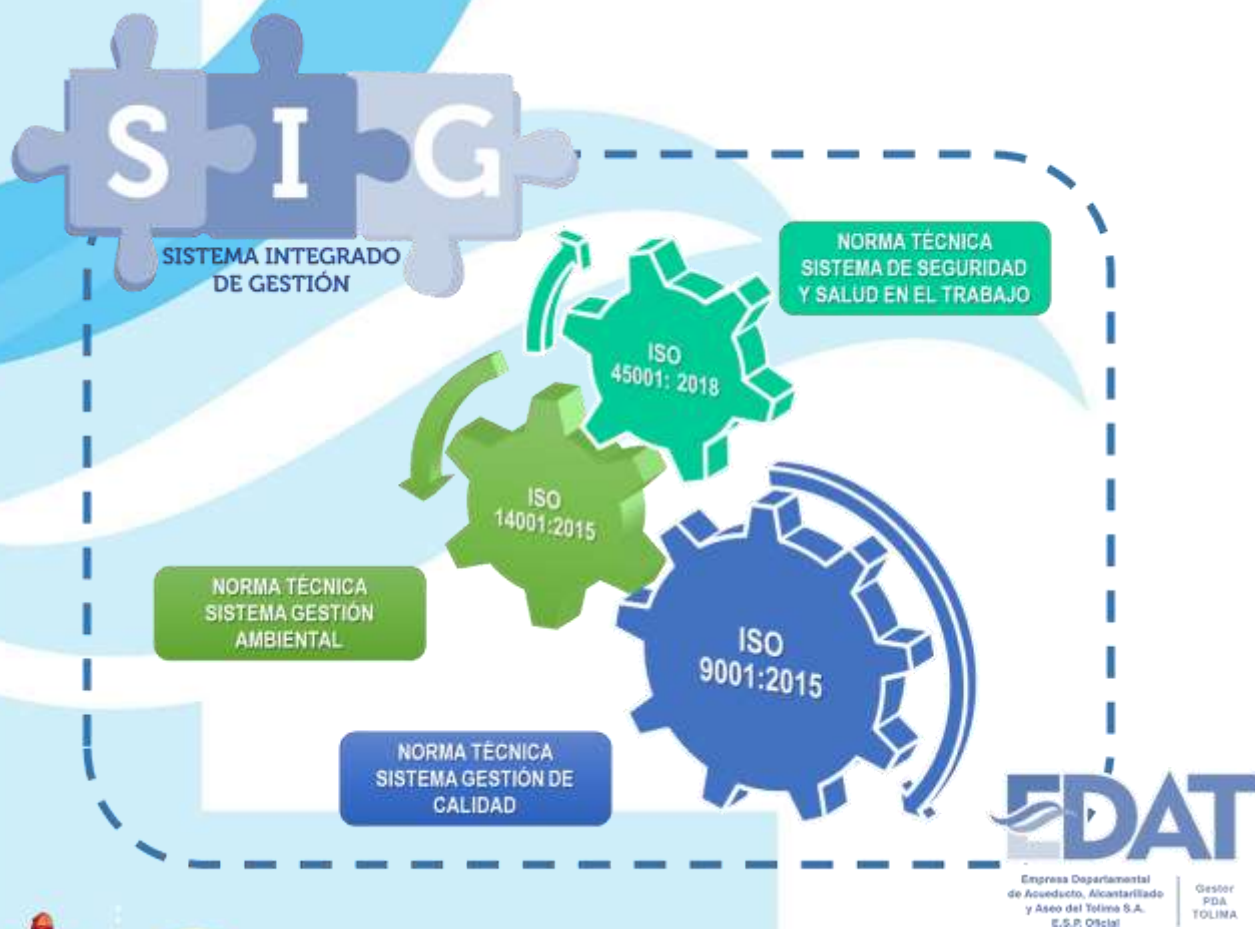 SIG
SISTEMA INTEGRADO
DE GESTIÓN
NORMA TÉCNICA
SISTEMA DE SEGURIDAD
Y SALUD EN EL TRABAJO
ISO
45001: 2018
ISO
14001:2015
NORMA TÉCNICA
SISTEMA GESTIÓN
AMBIENTAL
ISO
9001:2015
NORMA TÉCNICA
SISTEMA GESTIÓN DE
CALIDAD
EDAT
Empresa Departamental
de Acueducto, Alcantarillado
y Aseo del Tolima S.A.
E.S.P. Oficial
Gestor
PDA
TOLIMA